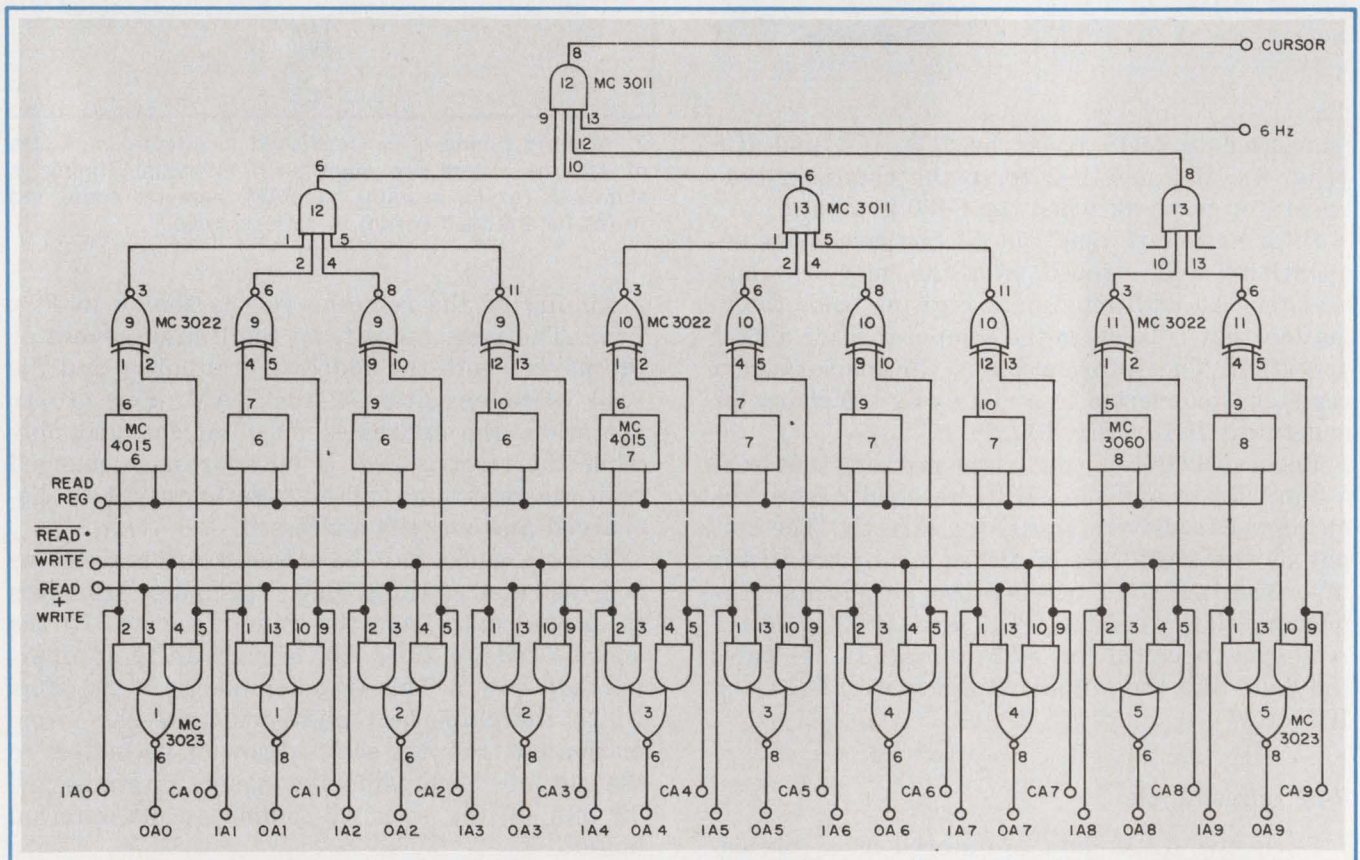 8
CURSOR
12 MC 3011
9 13
6 Hz
12
6 10 6 8
12 13 MC 3011 13
1 5 1 5
2 4 2 4 10 13
3 6 8 11 3 6 8 11 3 6
9 MC 3022 9 9 9 10 MC 3022 10 10 10 11 MC 3022 11
1 2 4 5 9 10 12 13 1 2 4 5 9 10 12 13 1 2 4 5
6 7 9 10 6 7 9 10 6 9
MC 4015 6 6 6 6 MC 4015 7 7 7 7 MC 3060 8 8
READ REG
READ •
WRITE
READ
+
WRITE
2 3 4 5 1 13 10 9 2 3 4 5 1 13 10 9 2 3 4 5 1 13 10 9 2 3 4 5 1 13 10 9 2 3 4 5 1 13 10 9
1 1 2 2 3 3 4 4 5 5
MC 3023 MC 3023
6 8 6 8 6 8 6 8 6 8
IA0 CA0 CA1 CA2 CA3 CA4 CA5 CA6 CA7 CA8 CA9
OA0 IA1 OA1 IA2 OA2 IA3 OA3 IA4 OA4 IA5 OA5 IA6 OA6 IA7 OA7 IA8 OA8 IA9 OA9